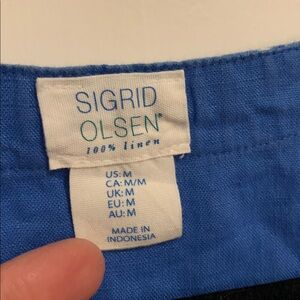 SIGRID
OLSEN®
100% linen
US: M
CA: M/M
UK: M
EU: M
AU: M
MADE IN
INDONESIA